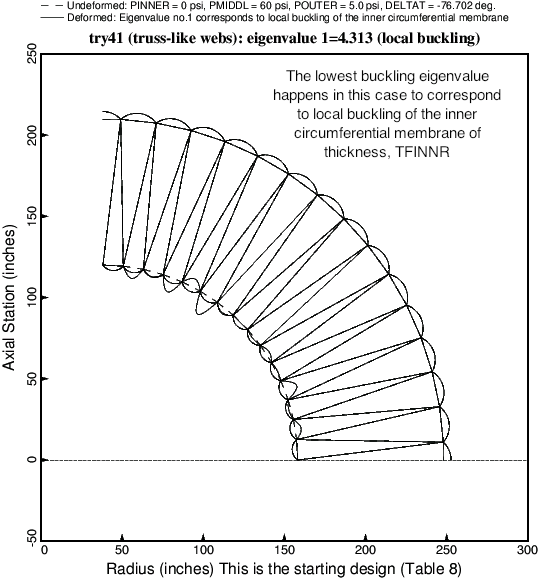 Undeformed: PINNER = 0 psi, PMIDDL = 60 psi, POUTER = 5.0 psi, DELTAT = -76.702 deg.
Deformed: Eigenvalue no.1 corresponds to local buckling of the inner circumferential membrane
try41 (truss-like webs): eigenvalue 1=4.313 (local buckling)
The lowest buckling eigenvalue
happens in this case to correspond
to local buckling of the inner
circumferential membrane of
thickness, TFINNR
Axial Station (inches)
250
200
150
100
50
0
-50
0 50 100 150 200 250 300
Radius (inches) This is the starting design (Table 8)